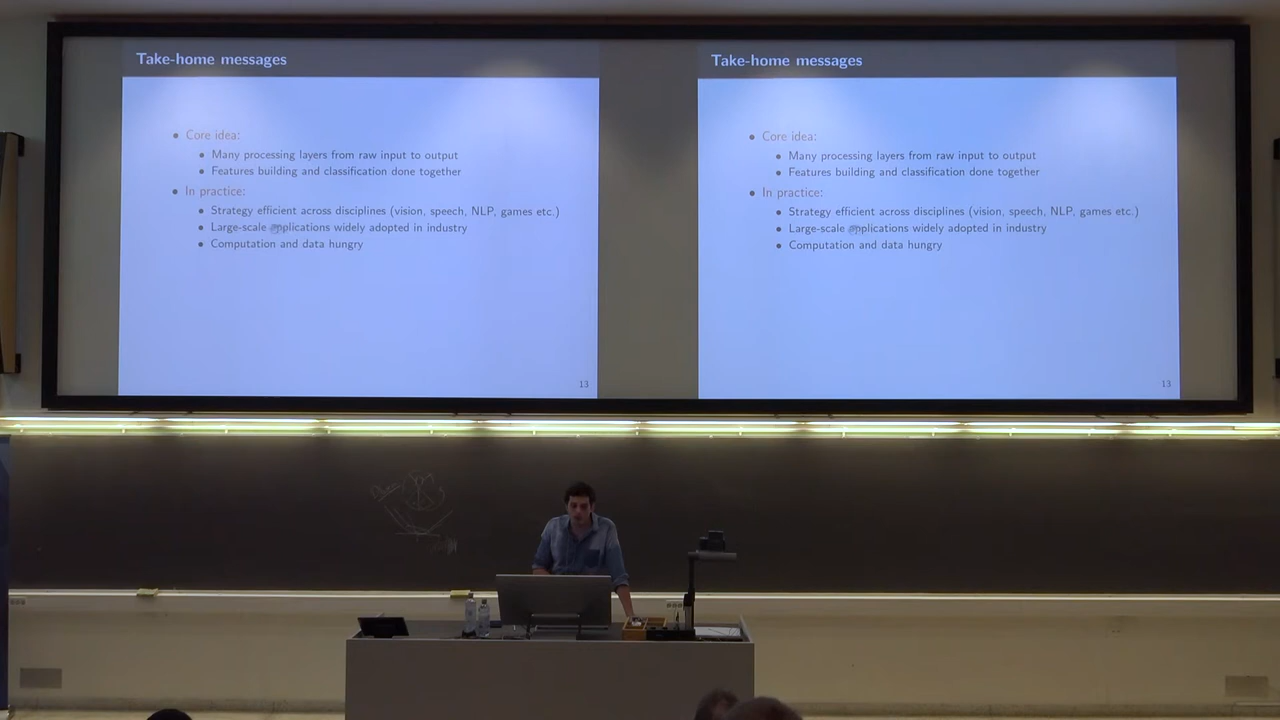 Take-home messages
• Core idea:
• Many processing layers from raw input to output
• Features building and classification done together
• In practice:
• Strategy efficient across disciplines (vision, speech, NLP, games etc.)
• Large-scale applications widely adopted in industry
• Computation and data hungry
13
Take-home messages
• Core idea:
• Many processing layers from raw input to output
• Features building and classification done together
• In practice:
• Strategy efficient across disciplines (vision, speech, NLP, games etc.)
• Large-scale applications widely adopted in industry
• Computation and data hungry
13